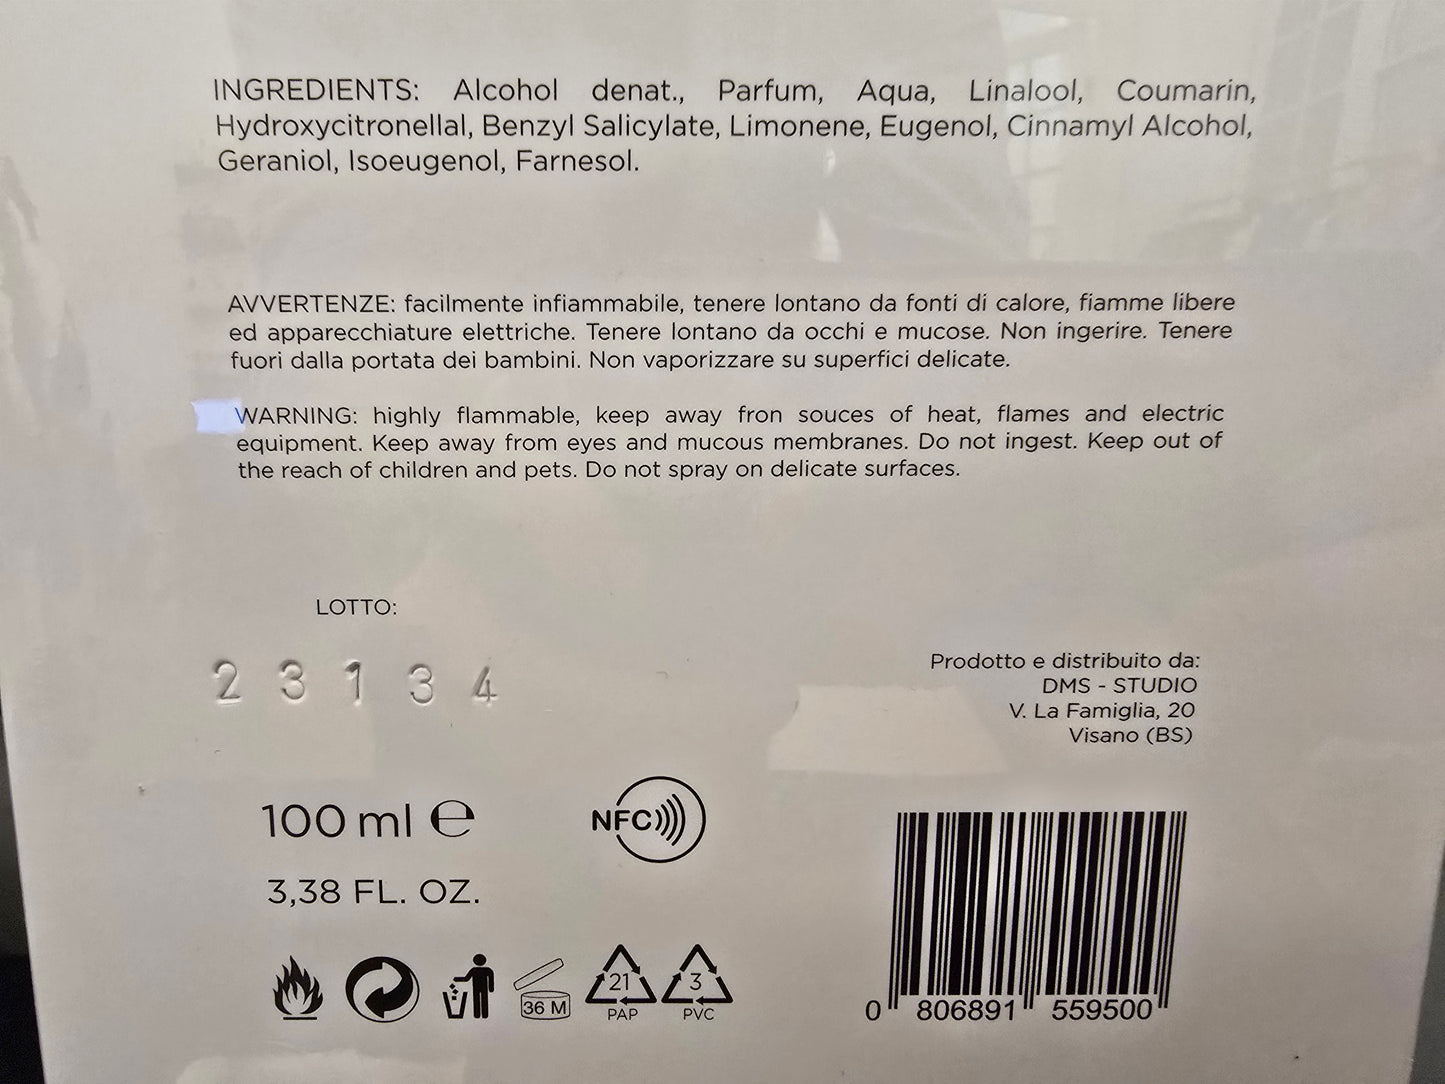 INGREDIENTS: Alcohol denat., Parfum, Aqua, Linalool, Coumarin,
Hydroxycitronellal, Benzyl Salicylate, Limonene, Eugenol, Cinnamyl Alcohol,
Geraniol, Isoeugenol, Farnesol.
AVVERTENZE: facilmente infiammabile, tenere lontano da fonti di calore, fiamme libere
ed apparecchiature elettriche. Tenere lontano da occhi e mucose. Non ingerire. Tenere
fuori dalla portata dei bambini. Non vaporizzare su superfici delicate.
WARNING: highly flammable, keep away fron souces of heat, flames and electric
equipment. Keep away from eyes and mucous membranes. Do not ingest. Keep out of
the reach of children and pets. Do not spray on delicate surfaces.
LOTTO:
23134
Prodotto e distribuito da:
DMS - STUDIO
V. La Famiglia, 20
Visano (BS)
100 ml ℮
NFC
3,38 FL. OZ.
36 M
21
PAP
3
PVC
0 806891 559500